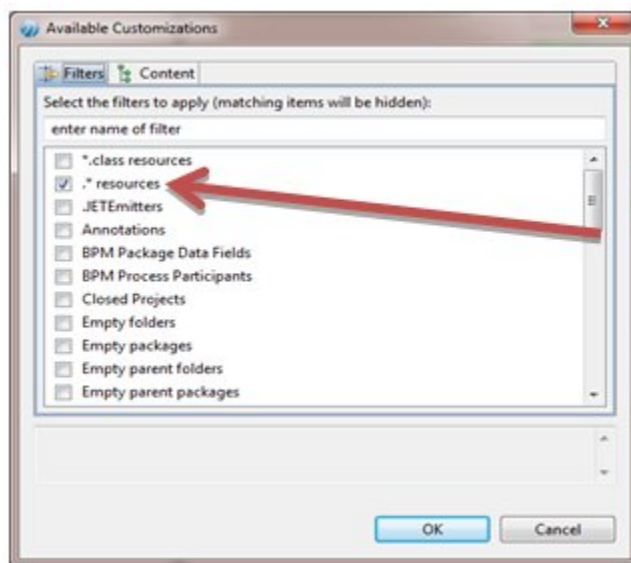 Available Customizations
Filters Content
Select the filters to apply (matching items will be hidden):
enter name of filter
*.class resources
.* resources
.JETEmitters
Annotations
BPM Package Data Fields
BPM Process Participants
Closed Projects
Empty folders
Empty packages
Empty parent folders
Empty parent packages
OK Cancel